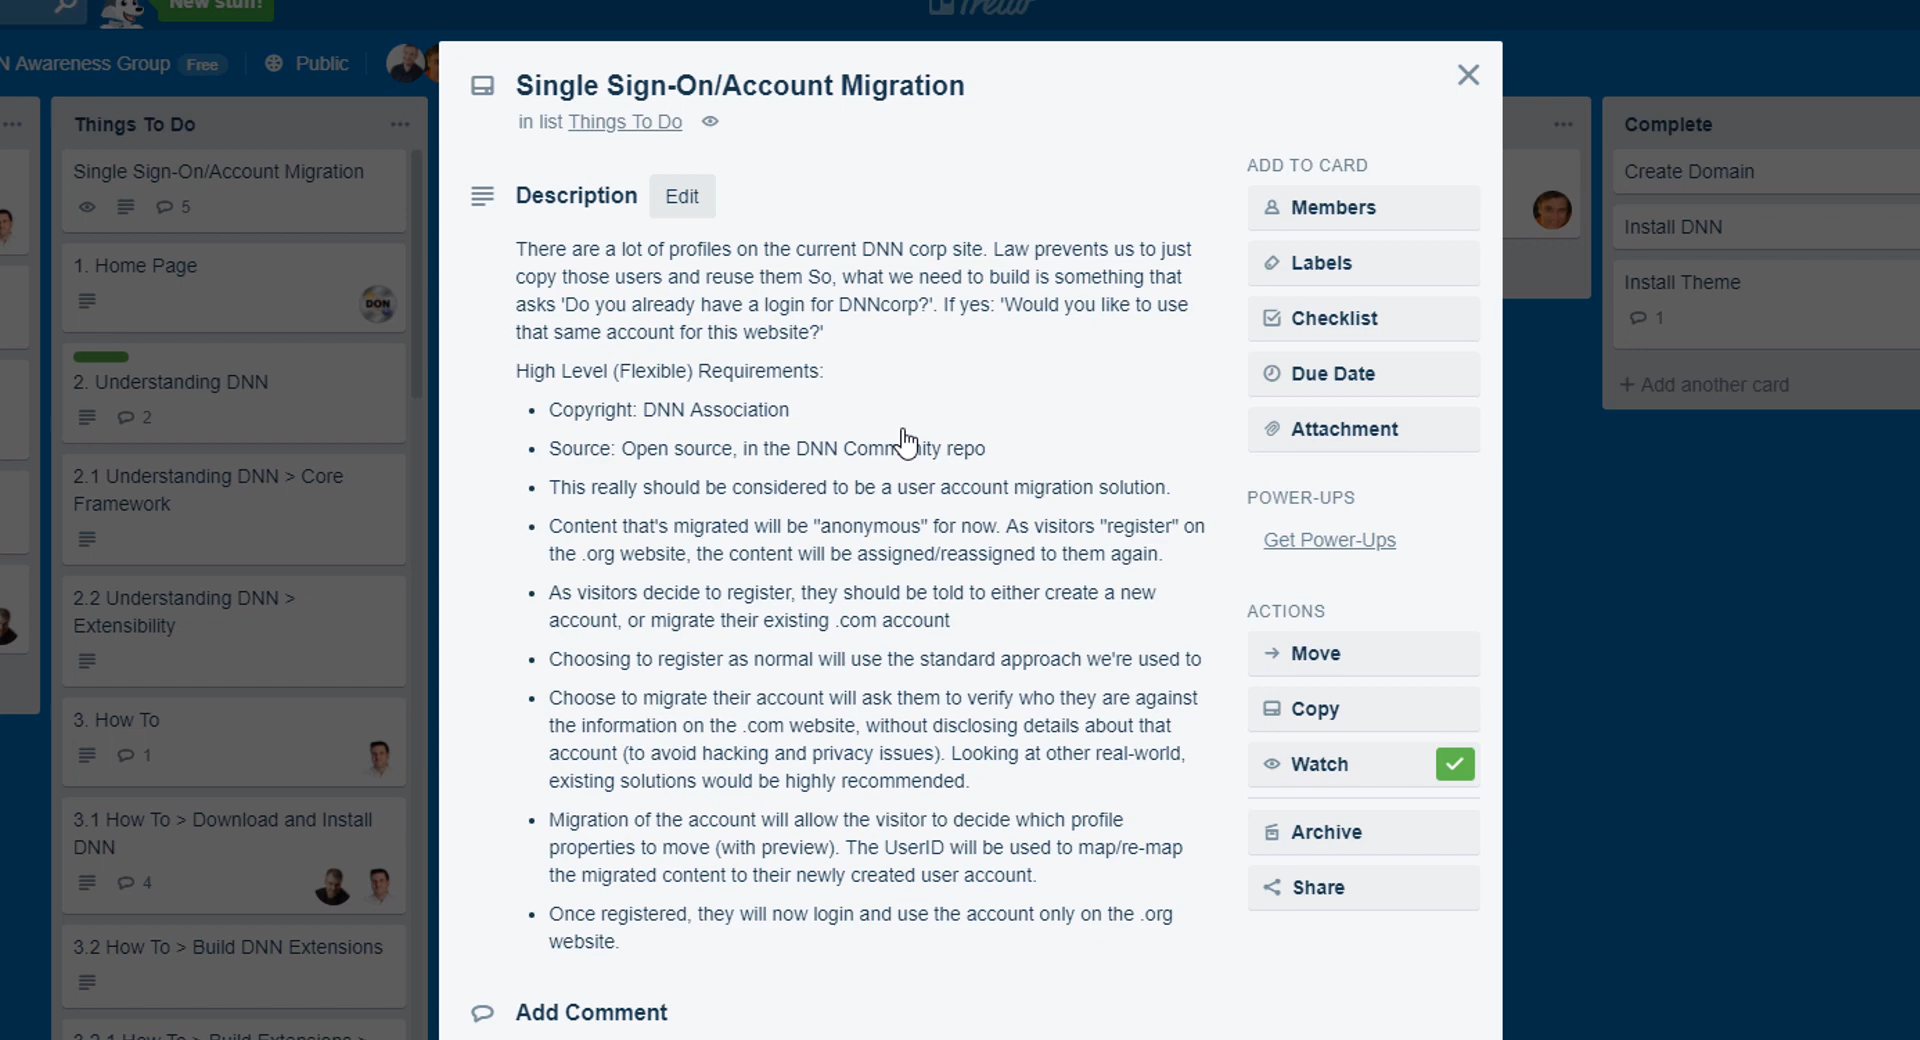 New stuff!
Trello
N Awareness Group Free Public
Things To Do
Single Sign-On/Account Migration
5
1. Home Page
DON
2. Understanding DNN
2
2.1 Understanding DNN > Core
Framework
2.2 Understanding DNN >
Extensibility
3. How To
1
3.1 How To > Download and Install
DNN
4
3.2 How To > Build DNN Extensions
3.2.1 How To > Build Extensions >
Single Sign-On/Account Migration
in list Things To Do
Description Edit
There are a lot of profiles on the current DNN corp site. Law prevents us to just
copy those users and reuse them So, what we need to build is something that
asks 'Do you already have a login for DNNcorp?'. If yes: 'Would you like to use
that same account for this website?'
High Level (Flexible) Requirements:
• Copyright: DNN Association
• Source: Open source, in the DNN Community repo
• This really should be considered to be a user account migration solution.
• Content that's migrated will be "anonymous" for now. As visitors "register" on
the .org website, the content will be assigned/reassigned to them again.
• As visitors decide to register, they should be told to either create a new
account, or migrate their existing .com account
• Choosing to register as normal will use the standard approach we're used to
• Choose to migrate their account will ask them to verify who they are against
the information on the .com website, without disclosing details about that
account (to avoid hacking and privacy issues). Looking at other real-world,
existing solutions would be highly recommended.
• Migration of the account will allow the visitor to decide which profile
properties to move (with preview). The UserID will be used to map/re-map
the migrated content to their newly created user account.
• Once registered, they will now login and use the account only on the .org
website.
Add Comment
ADD TO CARD
Members
Labels
Checklist
Due Date
Attachment
POWER-UPS
Get Power-Ups
ACTIONS
Move
Copy
Watch
Archive
Share
Complete
Create Domain
Install DNN
Install Theme
1
+ Add another card